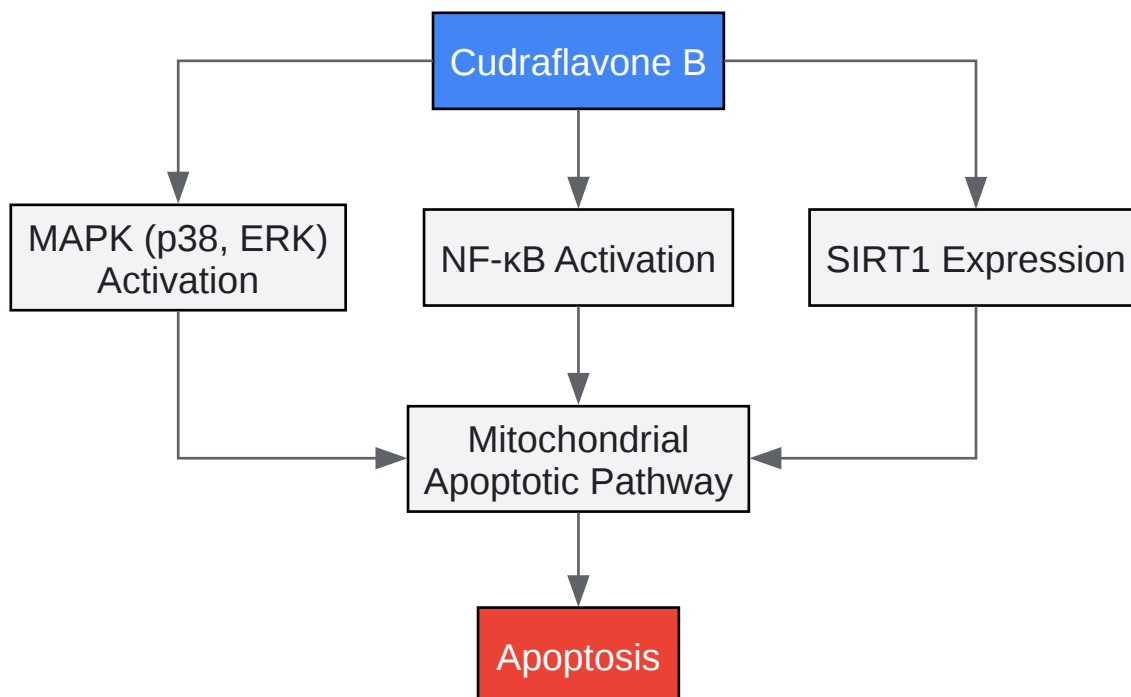 Cudraflavone B
MAPK (p38, ERK)
Activation
NF-κB Activation
SIRT1 Expression
Mitochondrial
Apoptotic Pathway
Apoptosis